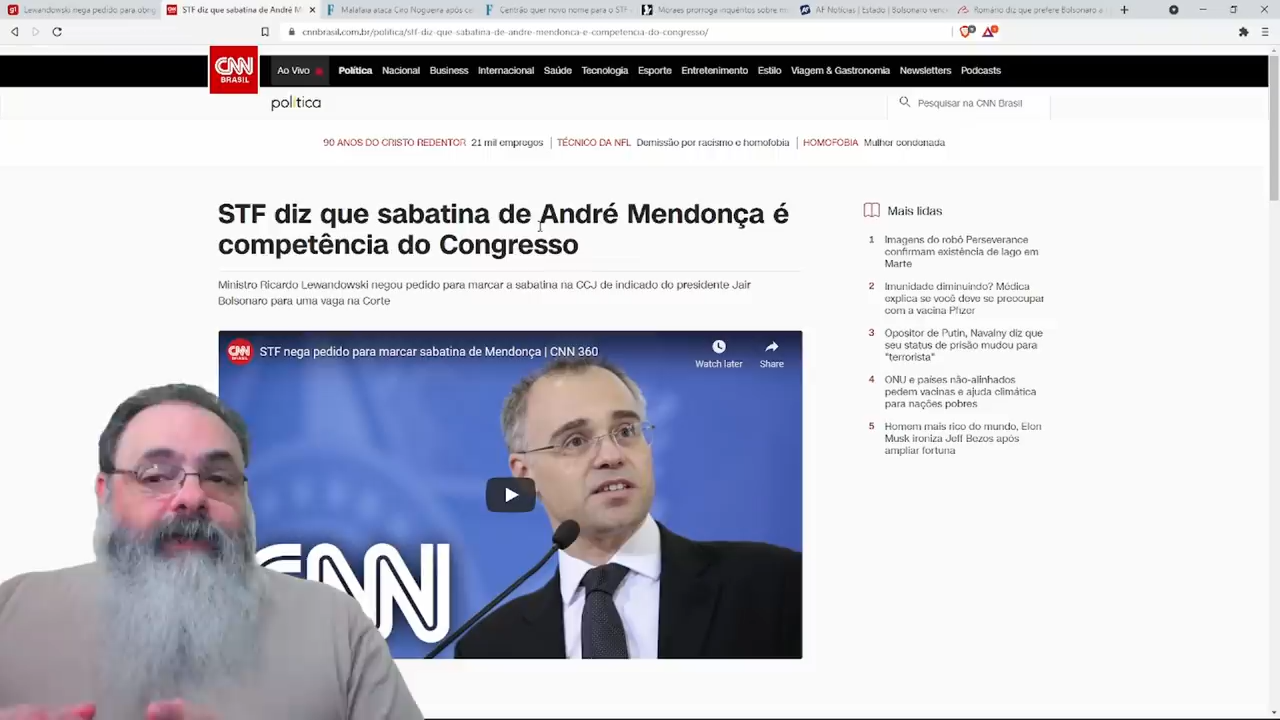 Lewandowski nega pedido para obrig
STF diz que sabatina de André M
Malafaia ataca Ciro Nogueira após ce
Centrão quer novo nome para o STF
Moraes prorroga inquéritos sobre m
AF Notícias | Estado | Bolsonaro venc
Romário diz que prefere Bolsonaro a
cnnbrasil.com.br/politica/stf-diz-que-sabatina-de-andre-mendonca-e-competencia-do-congresso/
CNN BRASIL
Ao Vivo
Política
Nacional
Business
Internacional
Saúde
Tecnologia
Esporte
Entretenimento
Estilo
Viagem & Gastronomia
Newsletters
Podcasts
política
Pesquisar na CNN Brasil
90 ANOS DO CRISTO REDENTOR 21 mil empregos
TÉCNICO DA NFL Demissão por racismo e homofobia
HOMOFOBIA Mulher condenada
STF diz que sabatina de André Mendonça é
competência do Congresso
Ministro Ricardo Lewandowski negou pedido para marcar a sabatina na CCJ de indicado do presidente Jair
Bolsonaro para uma vaga na Corte
CNN BRASIL
STF nega pedido para marcar sabatina de Mendonça | CNN 360
Watch later
Share
CNN
Mais lidas
1 Imagens do robô Perseverance
confirmam existência de lago em
Marte
2 Imunidade diminuindo? Médica
explica se você deve se preocupar
com a vacina Pfizer
3 Opositor de Putin, Navalny diz que
seu status de prisão mudou para
"terrorista"
4 ONU e países não-alinhados
pedem vacinas e ajuda climática
para nações pobres
5 Homem mais rico do mundo, Elon
Musk ironiza Jeff Bezos após
ampliar fortuna